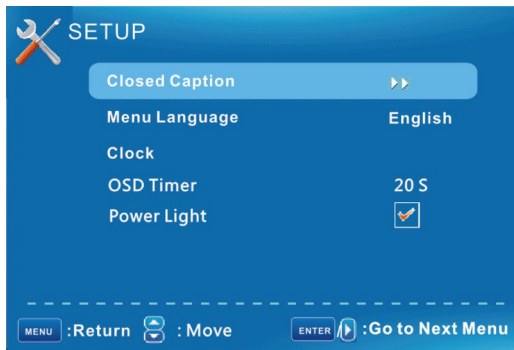 SETUP
Closed Caption
Menu Language English
Clock
OSD Timer 20 S
Power Light
MENU :Return : Move ENTER / :Go to Next Menu